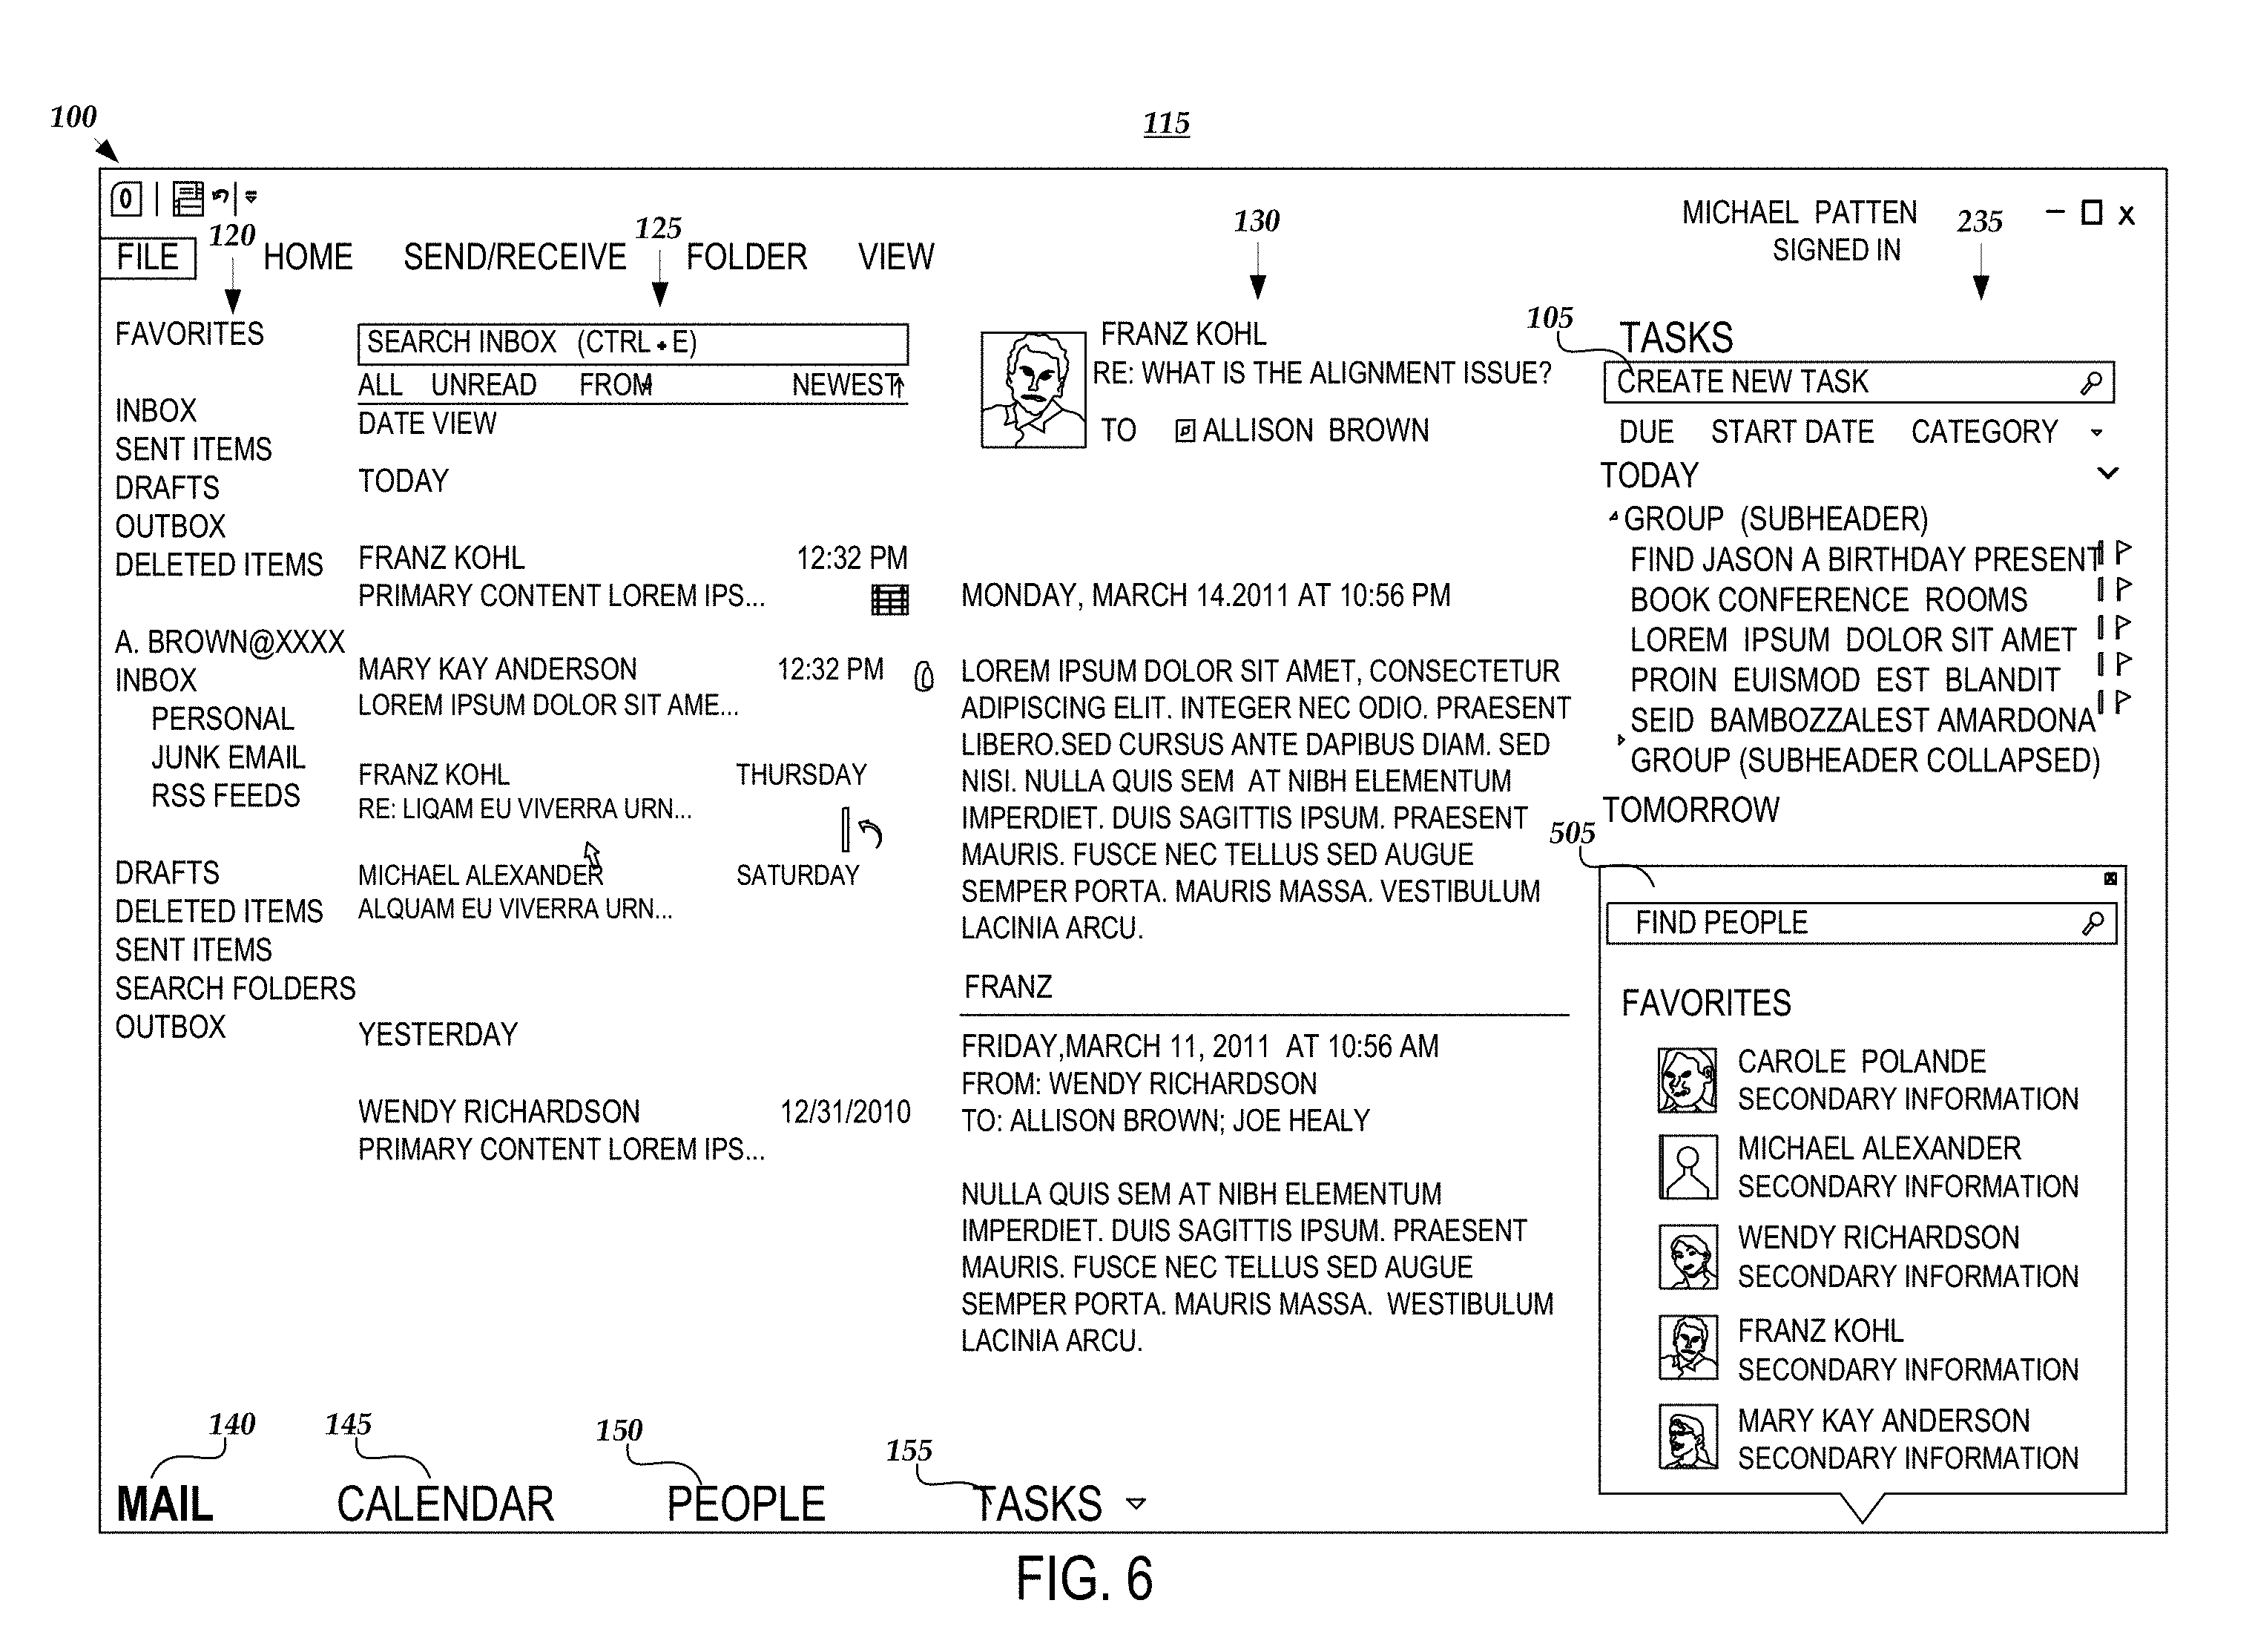 100
115
0
MICHAEL PATTEN
SIGNED IN
235
X
120
125
130
FILE HOME SEND/RECEIVE FOLDER VIEW
FAVORITES
INBOX
SENT ITEMS
DRAFTS
OUTBOX
DELETED ITEMS
A. BROWN@XXXX
INBOX
PERSONAL
JUNK EMAIL
RSS FEEDS
DRAFTS
DELETED ITEMS
SENT ITEMS
SEARCH FOLDERS
OUTBOX
SEARCH INBOX (CTRL + E)
ALL UNREAD FROM NEWEST
DATE VIEW
TODAY
FRANZ KOHL 12:32 PM
PRIMARY CONTENT LOREM IPS...
MARY KAY ANDERSON 12:32 PM
LOREM IPSUM DOLOR SIT AME...
FRANZ KOHL THURSDAY
RE: LIQAM EU VIVERRA URN...
MICHAEL ALEXANDER SATURDAY
ALQUAM EU VIVERRA URN...
YESTERDAY
WENDY RICHARDSON 12/31/2010
PRIMARY CONTENT LOREM IPS...
FRANZ KOHL
RE: WHAT IS THE ALIGNMENT ISSUE?
TO ALLISON BROWN
MONDAY, MARCH 14.2011 AT 10:56 PM
LOREM IPSUM DOLOR SIT AMET, CONSECTETUR
ADIPISCING ELIT. INTEGER NEC ODIO. PRAESENT
LIBERO.SED CURSUS ANTE DAPIBUS DIAM. SED
NISI. NULLA QUIS SEM AT NIBH ELEMENTUM
IMPERDIET. DUIS SAGITTIS IPSUM. PRAESENT
MAURIS. FUSCE NEC TELLUS SED AUGUE
SEMPER PORTA. MAURIS MASSA. VESTIBULUM
LACINIA ARCU.
FRANZ
FRIDAY,MARCH 11, 2011 AT 10:56 AM
FROM: WENDY RICHARDSON
TO: ALLISON BROWN; JOE HEALY
NULLA QUIS SEM AT NIBH ELEMENTUM
IMPERDIET. DUIS SAGITTIS IPSUM. PRAESENT
MAURIS. FUSCE NEC TELLUS SED AUGUE
SEMPER PORTA. MAURIS MASSA. WESTIBULUM
LACINIA ARCU.
105
TASKS
CREATE NEW TASK
DUE START DATE CATEGORY
TODAY
GROUP (SUBHEADER)
FIND JASON A BIRTHDAY PRESENT
BOOK CONFERENCE ROOMS
LOREM IPSUM DOLOR SIT AMET
PROIN EUISMOD EST BLANDIT
SEID BAMBOZZALEST AMARDONA
GROUP (SUBHEADER COLLAPSED)
TOMORROW
505
FIND PEOPLE
FAVORITES
CAROLE POLANDE
SECONDARY INFORMATION
MICHAEL ALEXANDER
SECONDARY INFORMATION
WENDY RICHARDSON
SECONDARY INFORMATION
FRANZ KOHL
SECONDARY INFORMATION
MARY KAY ANDERSON
SECONDARY INFORMATION
140
145
150
155
MAIL CALENDAR PEOPLE TASKS
FIG. 6